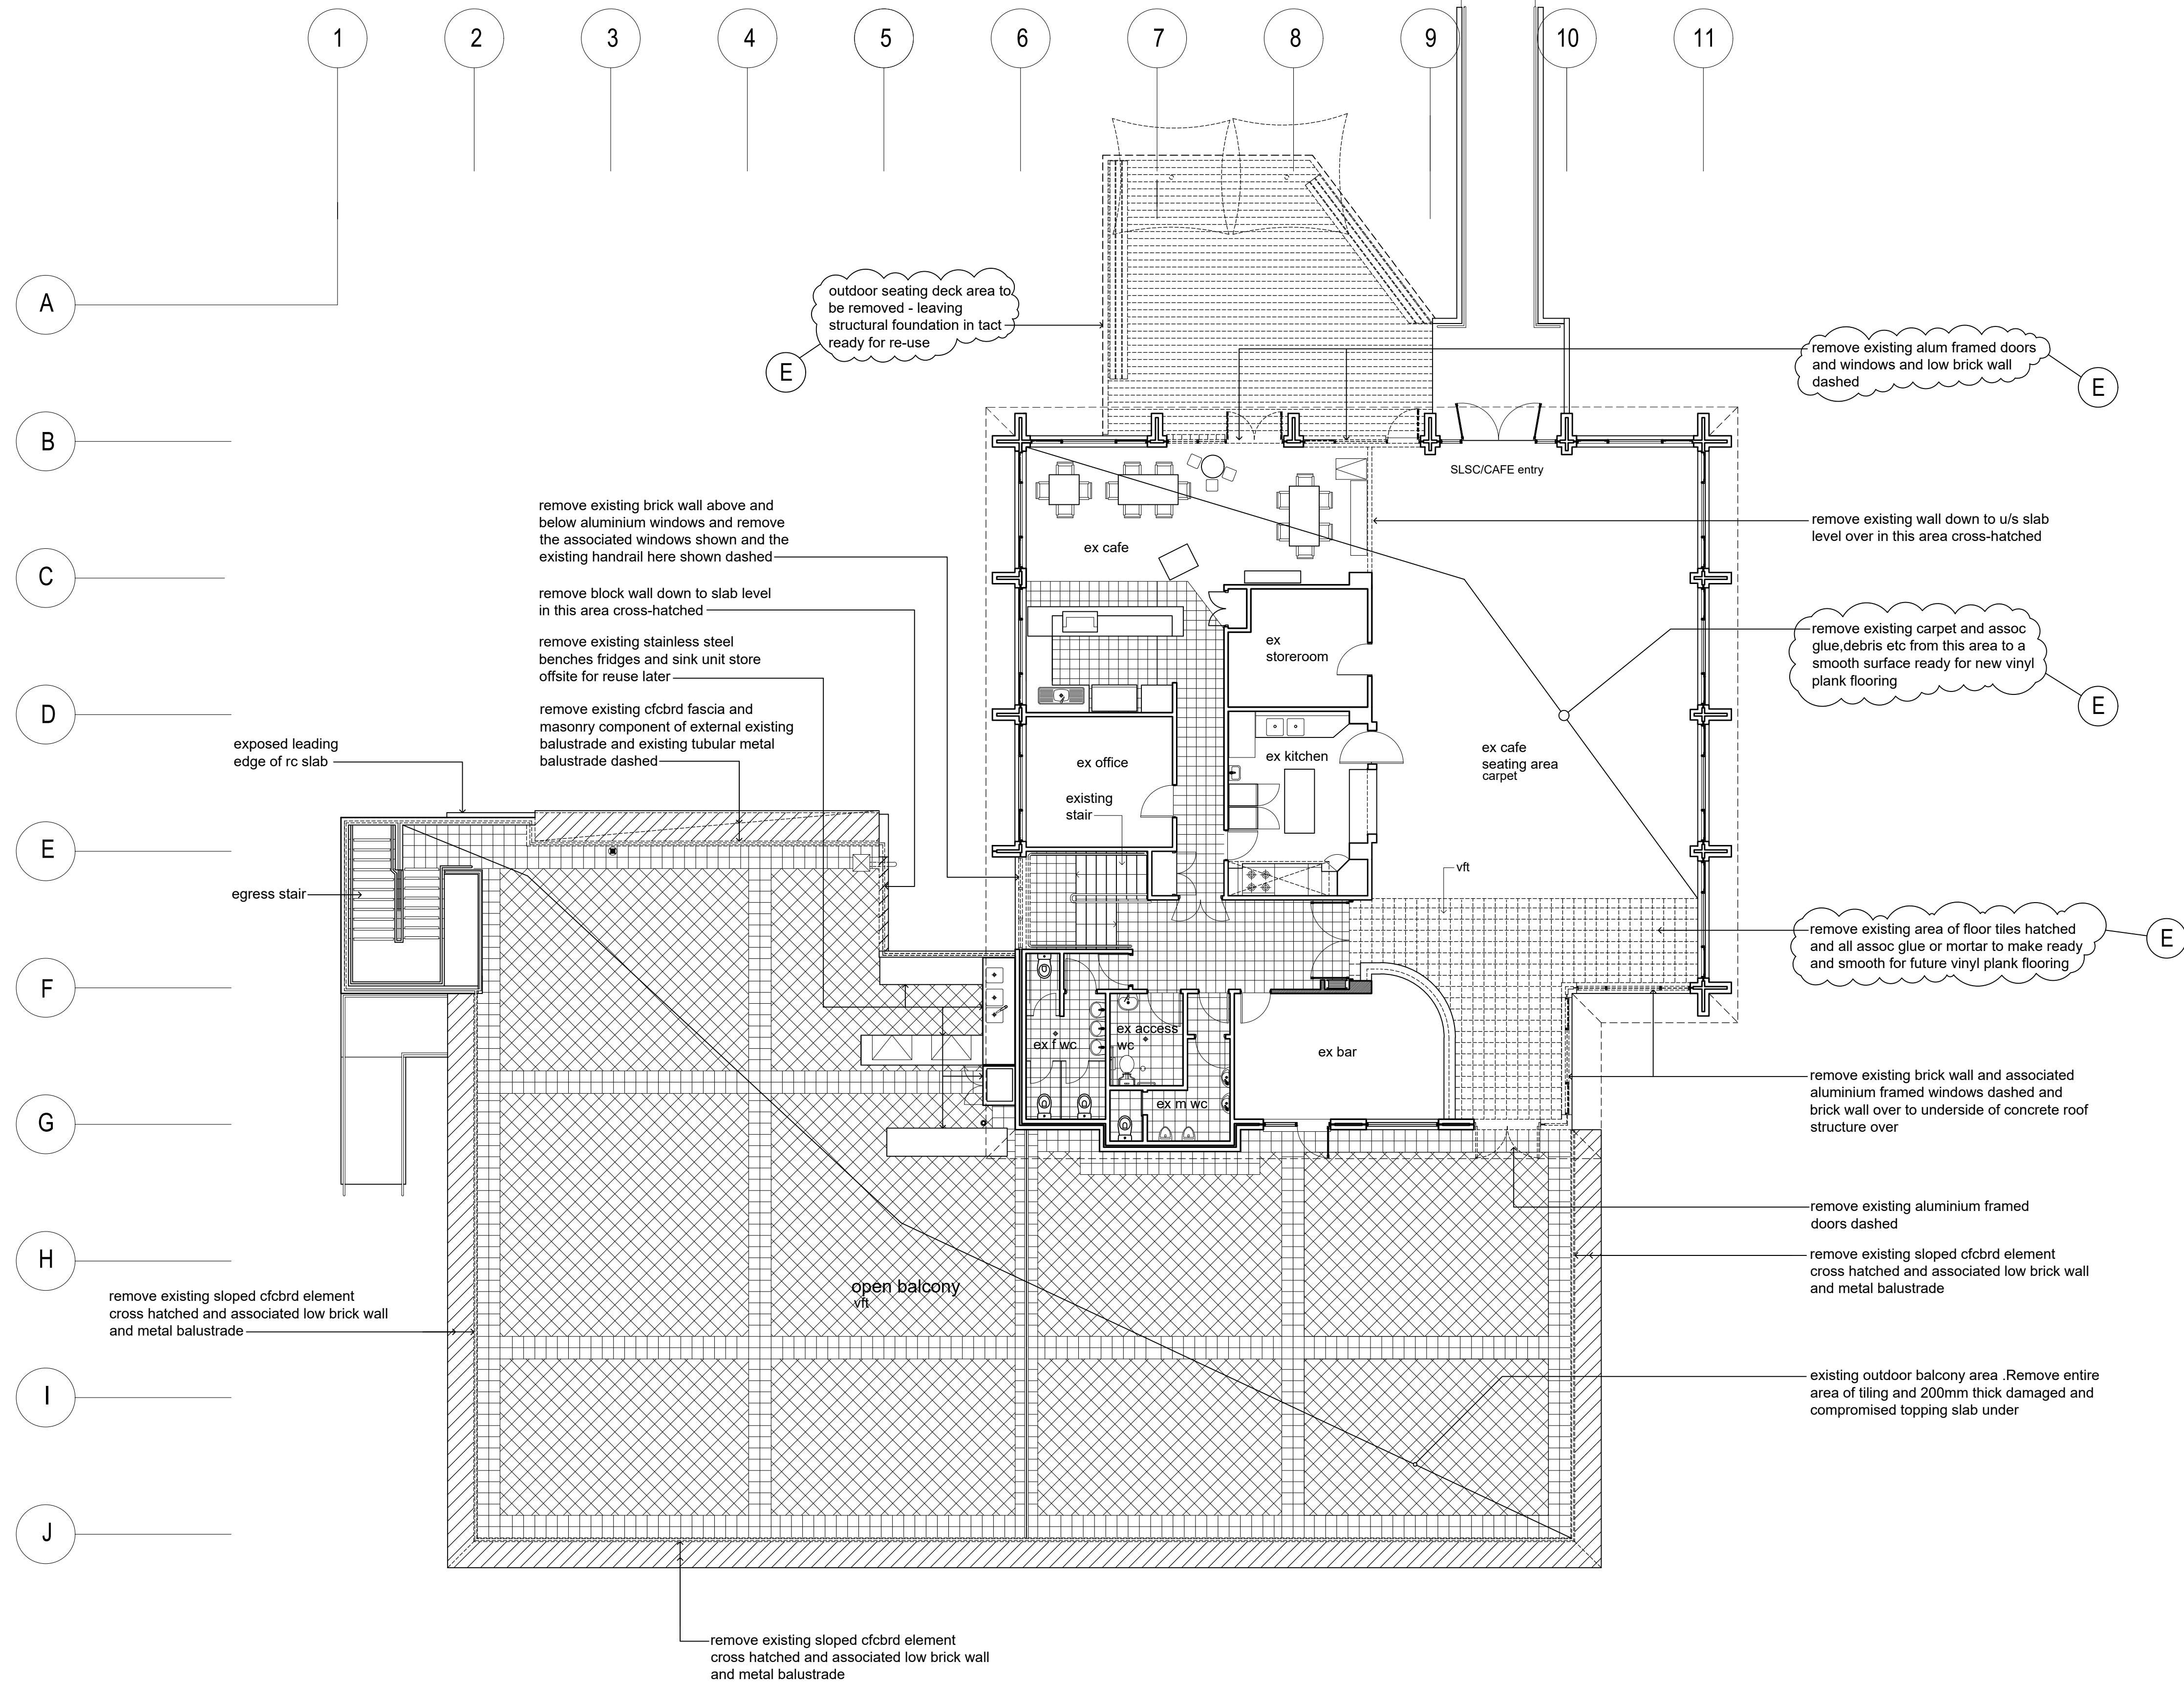 1
2
3
4
5
6
7
8
9
10
11
A
B
C
D
E
F
G
H
I
J
outdoor seating deck area to
be removed - leaving
structural foundation in tact
ready for re-use
E
remove existing alum framed doors
and windows and low brick wall
dashed
E
SLSC/CAFE entry
remove existing brick wall above and
below aluminium windows and remove
the associated windows shown and the
existing handrail here shown dashed
remove existing wall down to u/s slab
level over in this area cross-hatched
ex cafe
remove block wall down to slab level
in this area cross-hatched
remove existing stainless steel
benches fridges and sink unit store
offsite for reuse later
ex
storeroom
remove existing carpet and assoc
glue,debris etc from this area to a
smooth surface ready for new vinyl
plank flooring
E
remove existing cfcbrd fascia and
masonry component of external existing
balustrade and existing tubular metal
balustrade dashed
exposed leading
edge of rc slab
ex office
ex kitchen
ex cafe
seating area
carpet
existing
stair
vft
egress stair
remove existing area of floor tiles hatched
and all assoc glue or mortar to make ready
and smooth for future vinyl plank flooring
E
ex f wc
ex access
wc
ex bar
ex m wc
remove existing brick wall and associated
aluminium framed windows dashed and
brick wall over to underside of concrete roof
structure over
remove existing aluminium framed
doors dashed
remove existing sloped cfcbrd element
cross hatched and associated low brick wall
and metal balustrade
open balcony
vft
remove existing sloped cfcbrd element
cross hatched and associated low brick wall
and metal balustrade
existing outdoor balcony area .Remove entire
area of tiling and 200mm thick damaged and
compromised topping slab under
remove existing sloped cfcbrd element
cross hatched and associated low brick wall
and metal balustrade